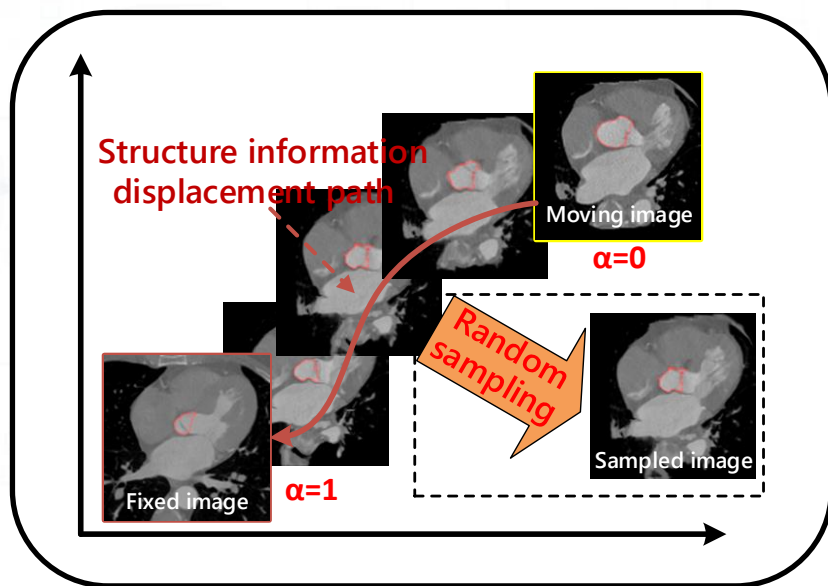 Structure information
displacement path
Moving image
α=0
Random
sampling
Sampled image
Fixed image
α=1